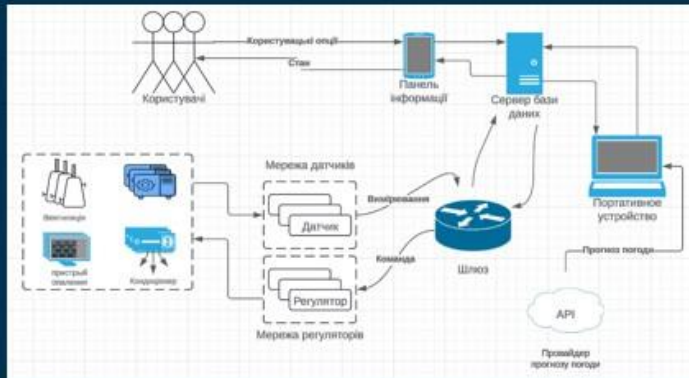 Користувацькі опції
Стан
Користувачі
Панель
інформації
Сервер бази
даних
Мережа датчиків
Вентиляція
Датчик
Вимірювання
Портативное
устройство
пристрый
опалення
Кондиціонер
Команда
Шлюз
Прогноз погоди
Регулятор
Мережа регуляторів
API
Провайдер
прогнозу погоди